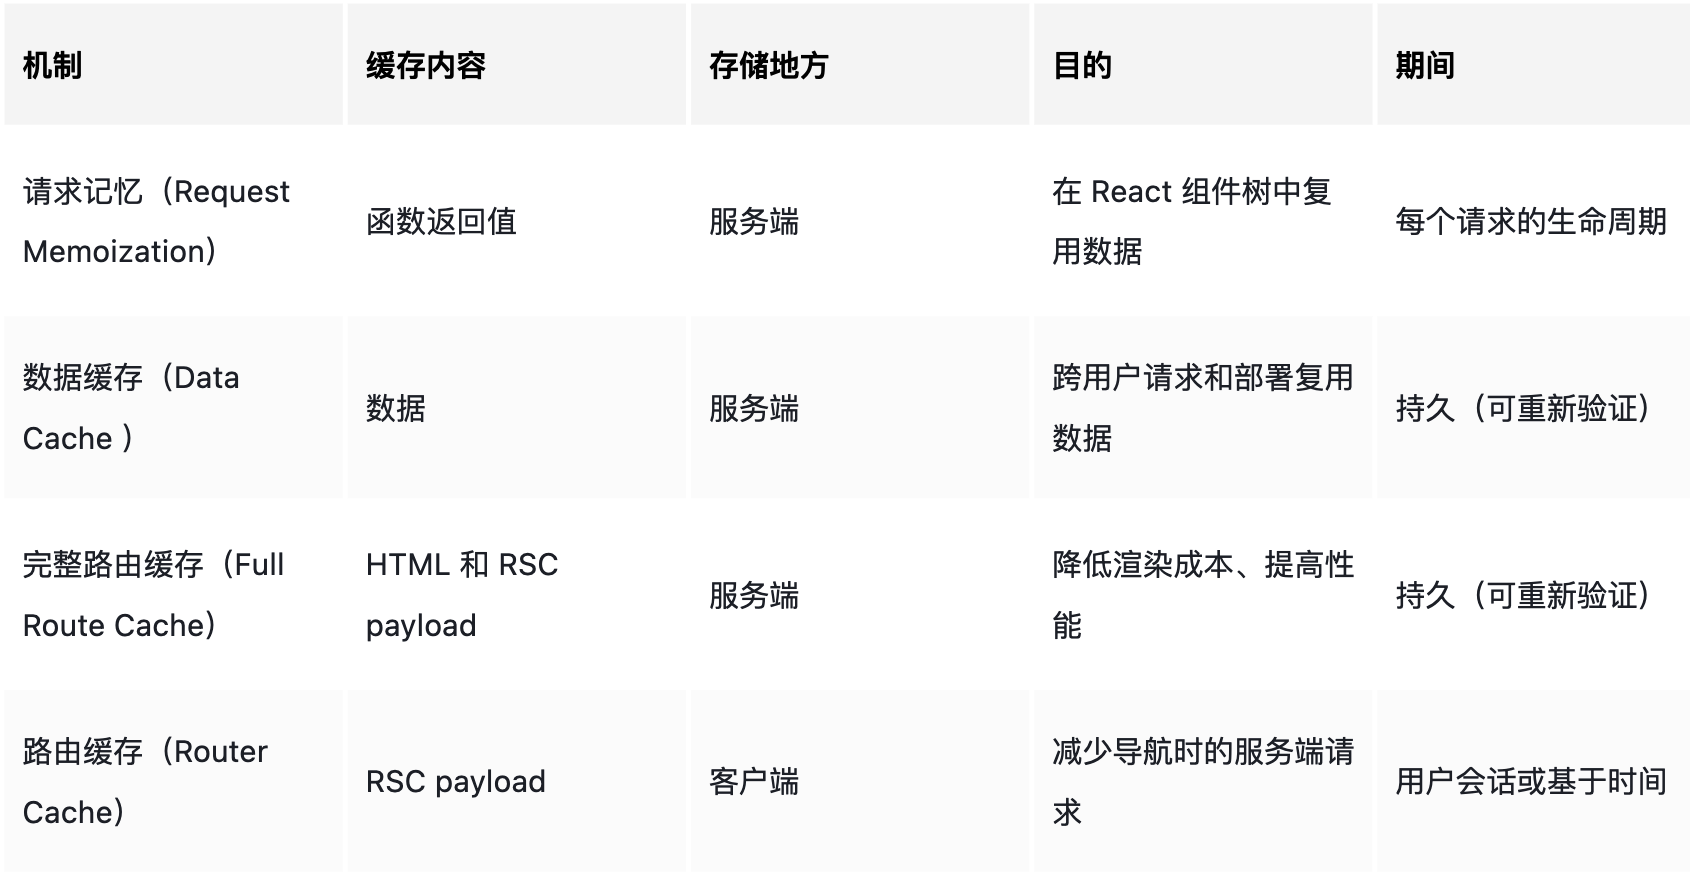 机制 缓存内容 存储地方 目的 期间
请求记忆（Request
Memoization）
函数返回值
服务端
在 React 组件树中复
用数据
每个请求的生命周期
数据缓存（Data
Cache ）
数据
服务端
跨用户请求和部署复用
数据
持久（可重新验证）
完整路由缓存（Full
Route Cache）
HTML 和 RSC
payload
服务端
降低渲染成本、提高性
能
持久（可重新验证）
路由缓存（Router
Cache）
RSC payload
客户端
减少导航时的服务端请
求
用户会话或基于时间